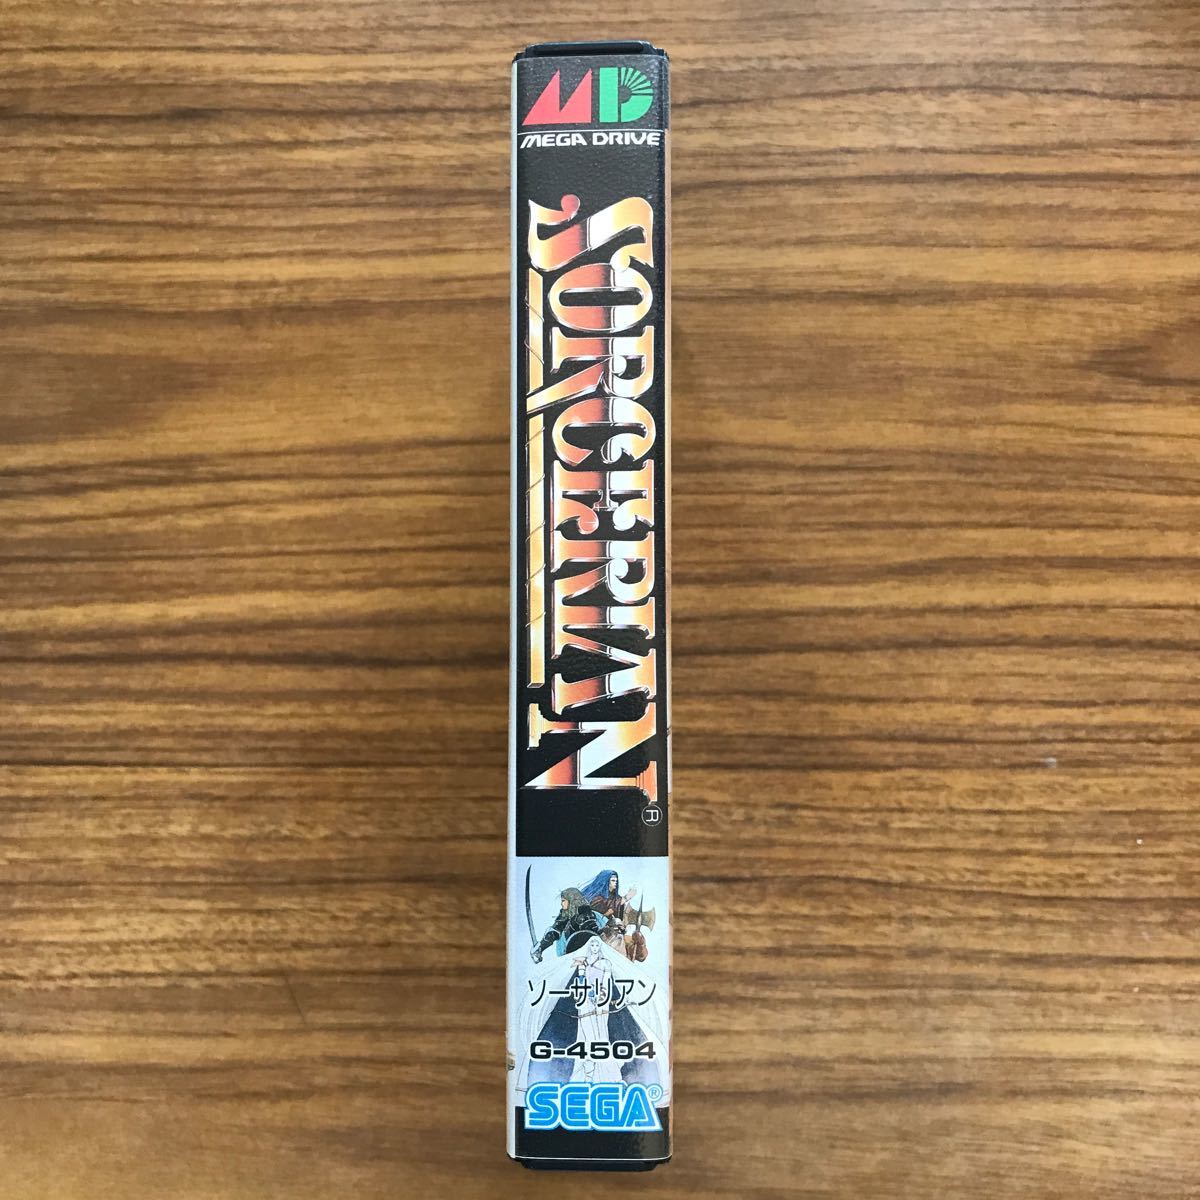 MD
MEGA DRIVE
SORCERIAN®
ソーサリアン
G-4504
SEGA®